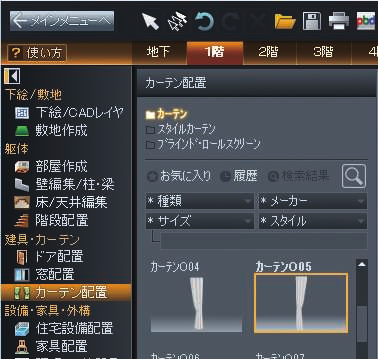 メインメニューへ
pbd
? 使い方
地下 1階 2階 3階
下絵/敷地
下絵/CADレイヤ
敷地作成
躯体
部屋作成
壁編集/柱・梁
床/天井編集
階段配置
建具・カーテン
ドア配置
窓配置
カーテン配置
設備・家具・外構
住宅設備配置
家具配置
カーテン配置
カーテン
スタイルカーテン
ブラインド・ロールスクリーン
お気に入り 履歴 検索結果
* 種類 * メーカー
* サイズ * スタイル
カーテン004 カーテン005
カーテン006 カーテン007